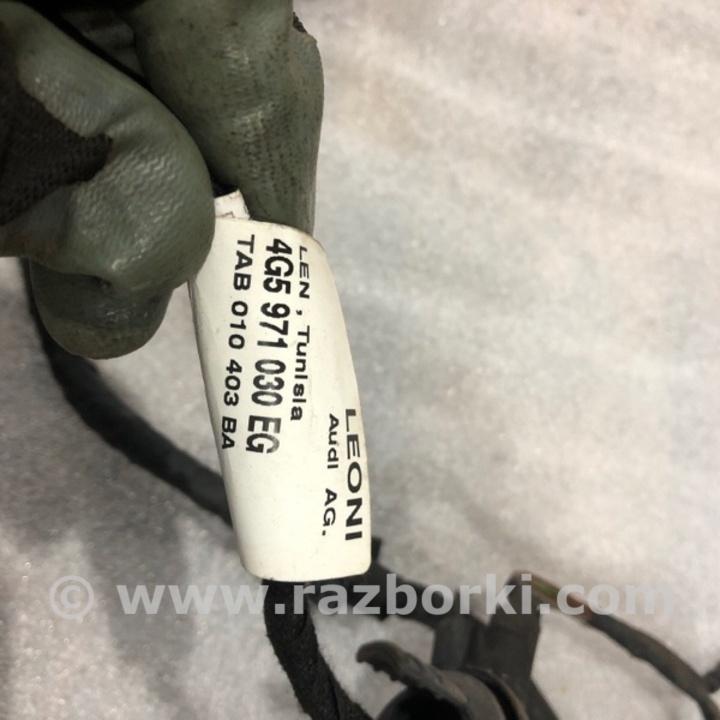 LEONI
Audi AG.
LEN, Tunisia
4G5 971 030 EG
TAB 010 403 BA
© www.razborki.com